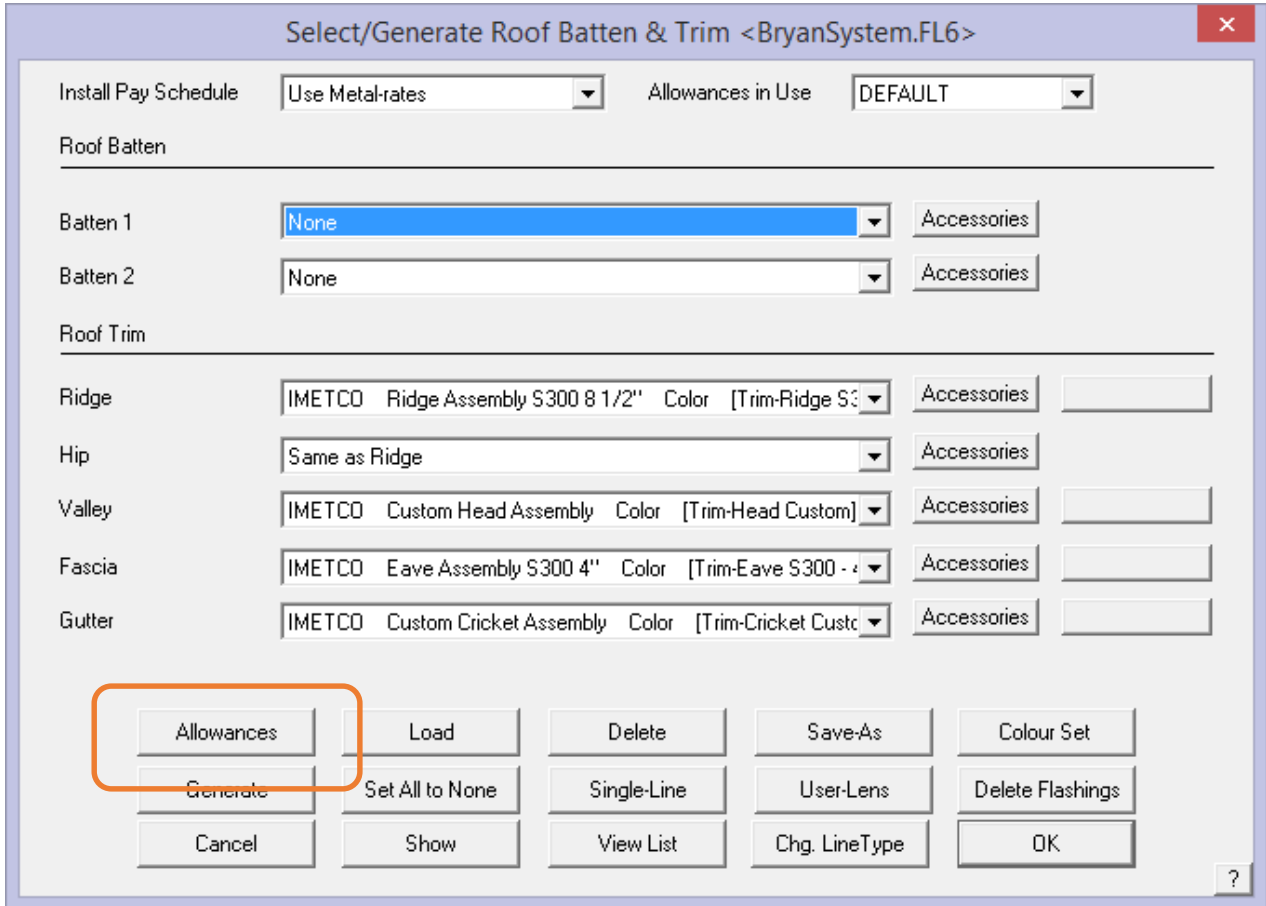 Select/Generate Roof Batten & Trim <BryanSystem.FL6>
Install Pay Schedule Use Metal-rates Allowances in Use DEFAULT
Roof Batten
Batten 1 None Accessories
Batten 2 None Accessories
Roof Trim
Ridge IMETCO Ridge Assembly S300 8 1/2" Color [Trim-Ridge S3 Accessories
Hip Same as Ridge Accessories
Valley IMETCO Custom Head Assembly Color [Trim-Head Custom] Accessories
Fascia IMETCO Eave Assembly S300 4" Color [Trim-Eave S300 - 4 Accessories
Gutter IMETCO Custom Cricket Assembly Color [Trim-Cricket Custo Accessories
Allowances Load Delete Save-As Colour Set
Generate Set All to None Single-Line User-Lens Delete Flashings
Cancel Show View List Chg. LineType OK
?